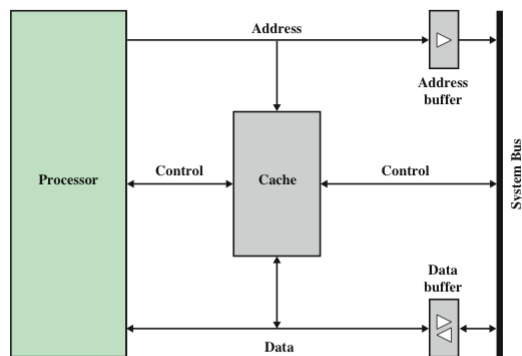 Address
Address
buffer
System Bus
Processor
Control
Cache
Control
Data
buffer
Data